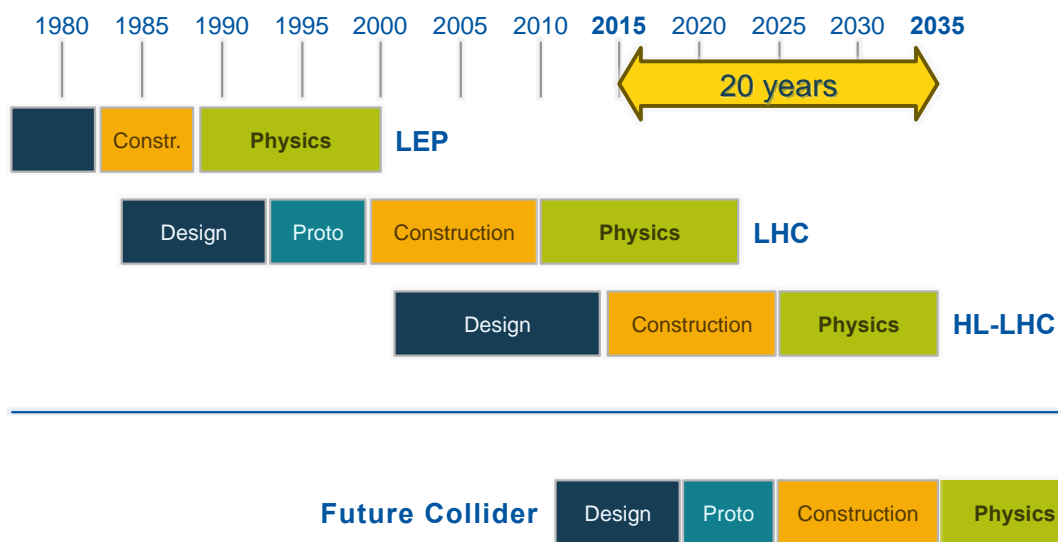 1980 1985 1990 1995 2000 2005 2010 2015 2020 2025 2030 2035
20 years
Constr. Physics LEP
Design Proto Construction Physics LHC
Design Construction Physics HL-LHC
Future Collider Design Proto Construction Physics